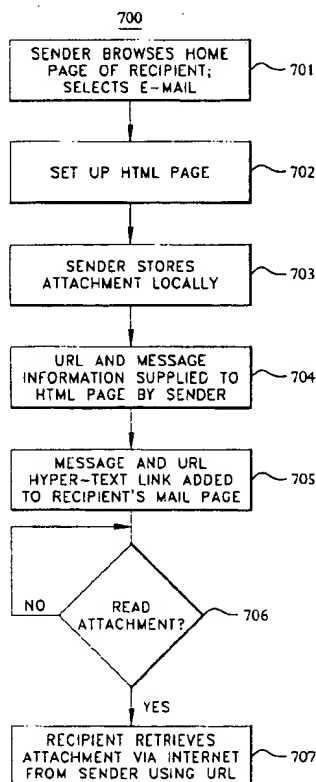 700
SENDER BROWSES HOME
PAGE OF RECIPIENT;
SELECTS E-MAIL
701
SET UP HTML PAGE
702
SENDER STORES
ATTACHMENT LOCALLY
703
URL AND MESSAGE
INFORMATION SUPPLIED TO
HTML PAGE BY SENDER
704
MESSAGE AND URL
HYPER-TEXT LINK ADDED
TO RECIPIENT'S MAIL PAGE
705
NO
READ
ATTACHMENT?
706
YES
RECIPIENT RETRIEVES
ATTACHMENT VIA INTERNET
FROM SENDER USING URL
707